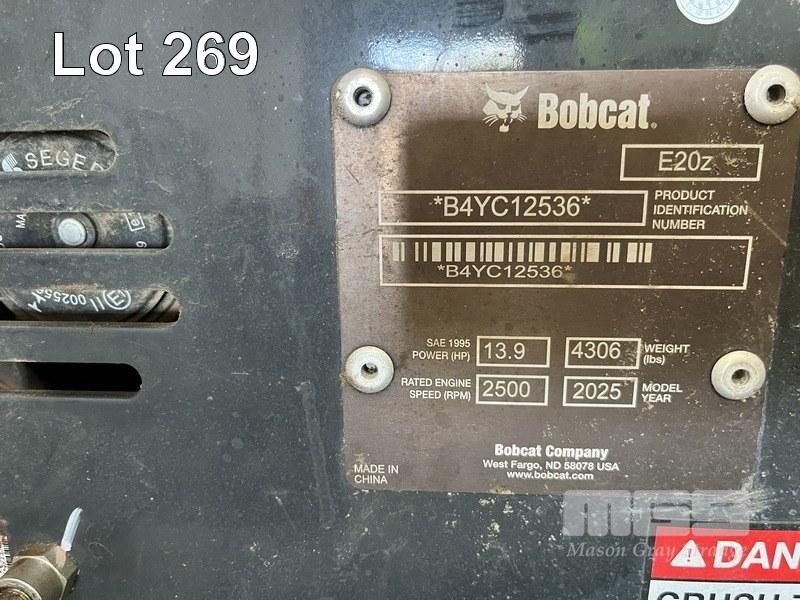 Lot 269
Bobcat
E20z
*B4YC12536*
PRODUCT
IDENTIFICATION
NUMBER
*B4YC12536*
SAE 1995
POWER (HP)
13.9
4306
WEIGHT
(lbs)
RATED ENGINE
SPEED (RPM)
2500
2025
MODEL
YEAR
Bobcat Company
West Fargo, ND 58078 USA
www.bobcat.com
MADE IN
CHINA
SEGER
MPS
Mason Gray Strange
DAN